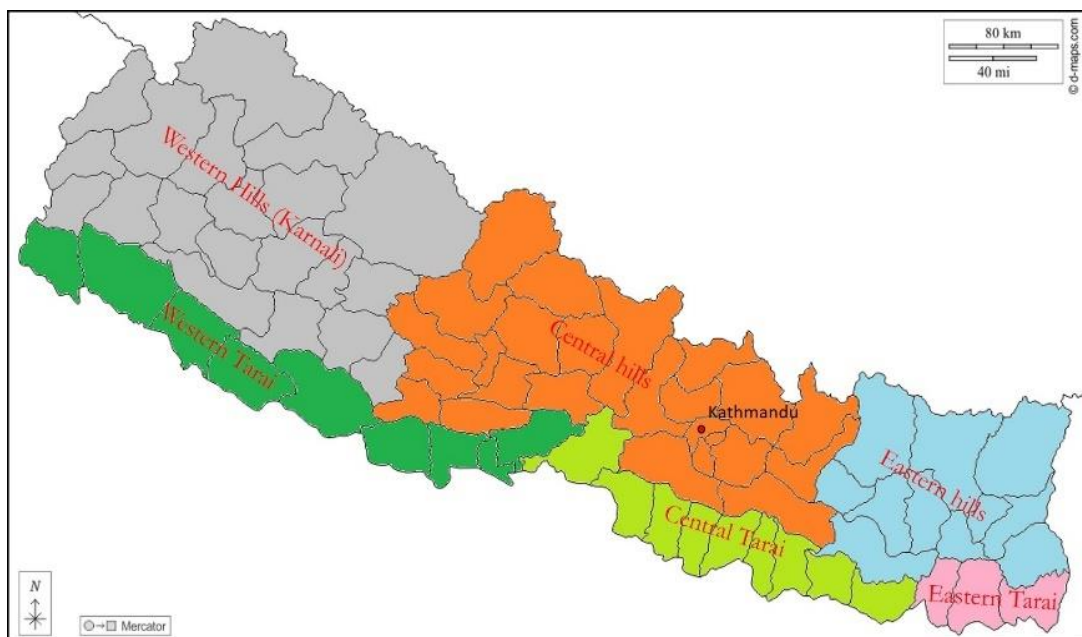 80 km
40 mi
© d-maps.com
Western Hills (Karnali)
Western Tarai
Central hills
Kathmandu
Eastern hills
Central Tarai
Eastern Tarai
N
Mercator